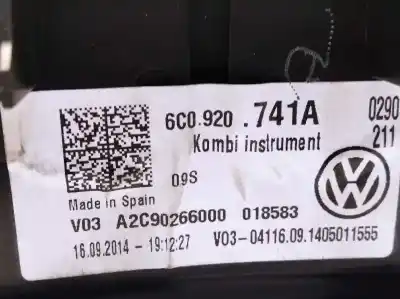 6C0.920 .741A 0290
Kombi instrument 211
09S
Made in Spain
V03 A2C90266000 018583
16.09.2014 - 19:12:27 V03-04116.09.1405011555